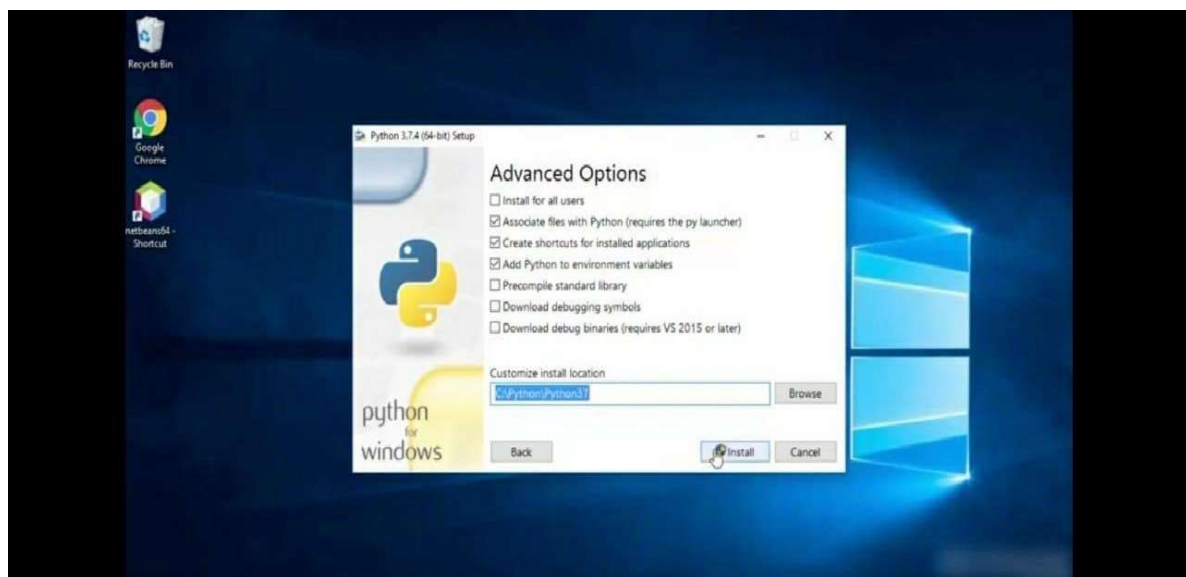 Recycle Bin
Google
Chrome
netbeans64 -
Shortcut
Python 3.7.4 (64-bit) Setup
Advanced Options
Install for all users
Associate files with Python (requires the py launcher)
Create shortcuts for installed applications
Add Python to environment variables
Precompile standard library
Download debugging symbols
Download debug binaries (requires VS 2015 or later)
Customize install location
C:\Python\Python37
Browse
python
for
windows
Back
Install
Cancel